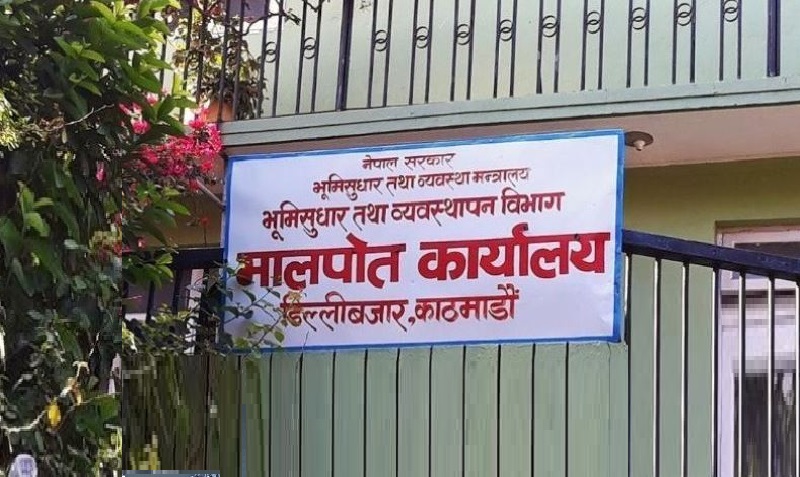 नेपाल सरकार
भूमिसुधार तथा व्यवस्था मन्त्रालय
भूमिसुधार तथा व्यवस्थापन विभाग
मालपोत कार्यालय
डिल्लीबजार,काठमाडौं